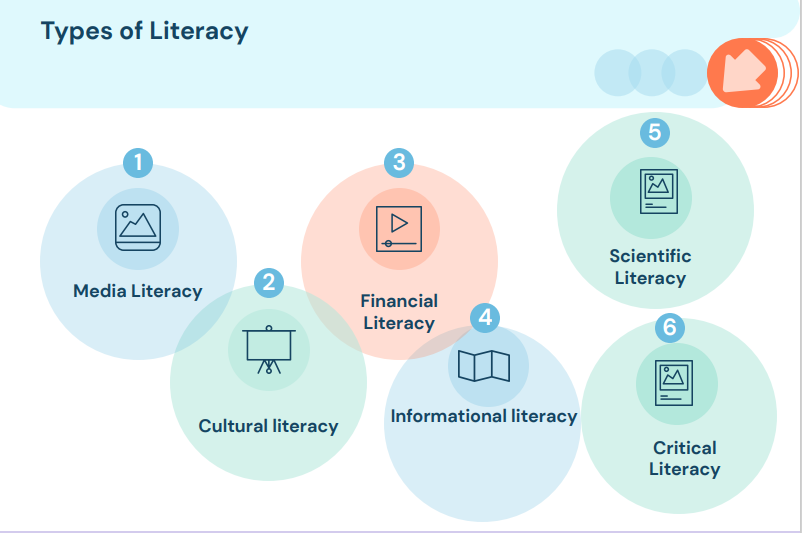 Types of Literacy
1
Media Literacy
2
Cultural literacy
3
Financial
Literacy
4
Informational literacy
5
Scientific
Literacy
6
Critical
Literacy